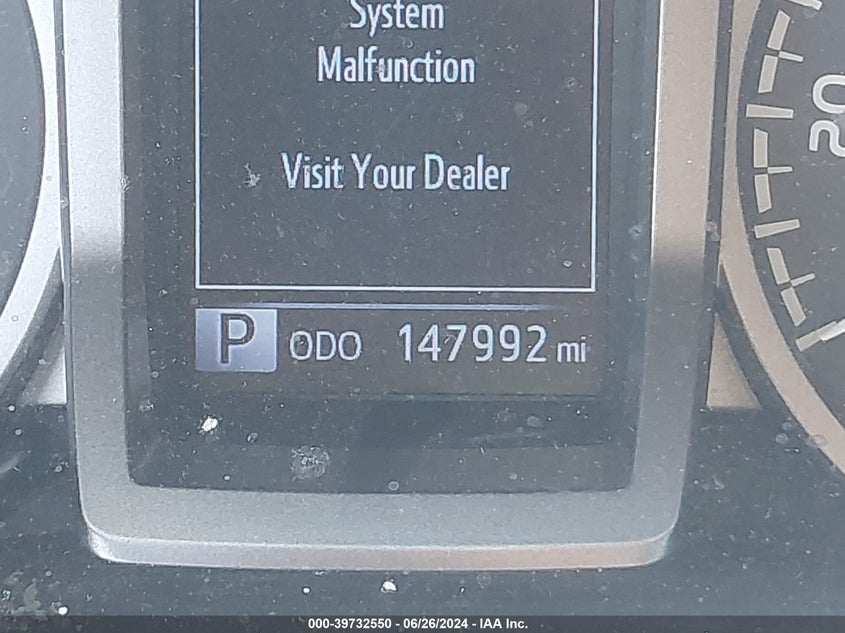 System
Malfunction
Visit Your Dealer
20
P ODO 147992 mi
000-39732550 - 06/26/2024 - IAA Inc.